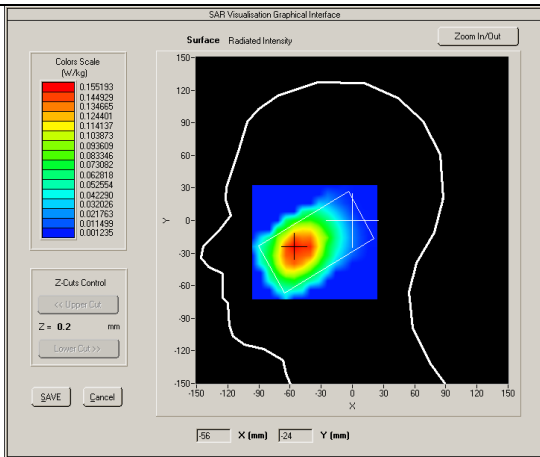 SAR Visualisation Graphical Interface
Surface Radiated Intensity
Zoom In/Out
Colors Scale
(W/kg)
0.155193
0.144929
0.134665
0.124401
0.114137
0.103873
0.093609
0.083346
0.073082
0.062818
0.052554
0.042290
0.032026
0.021763
0.011499
0.001235
Z-Cuts Control
<< Upper Cut
Z = 0.2 mm
Lower Cut >>
SAVE
Cancel
150
120
90
60
30
0
-30
-60
-90
-120
-150
Y
-150 -120 -90 -60 -30 0 30 60 90 120 150
X
-56 X (mm) -24 Y (mm)